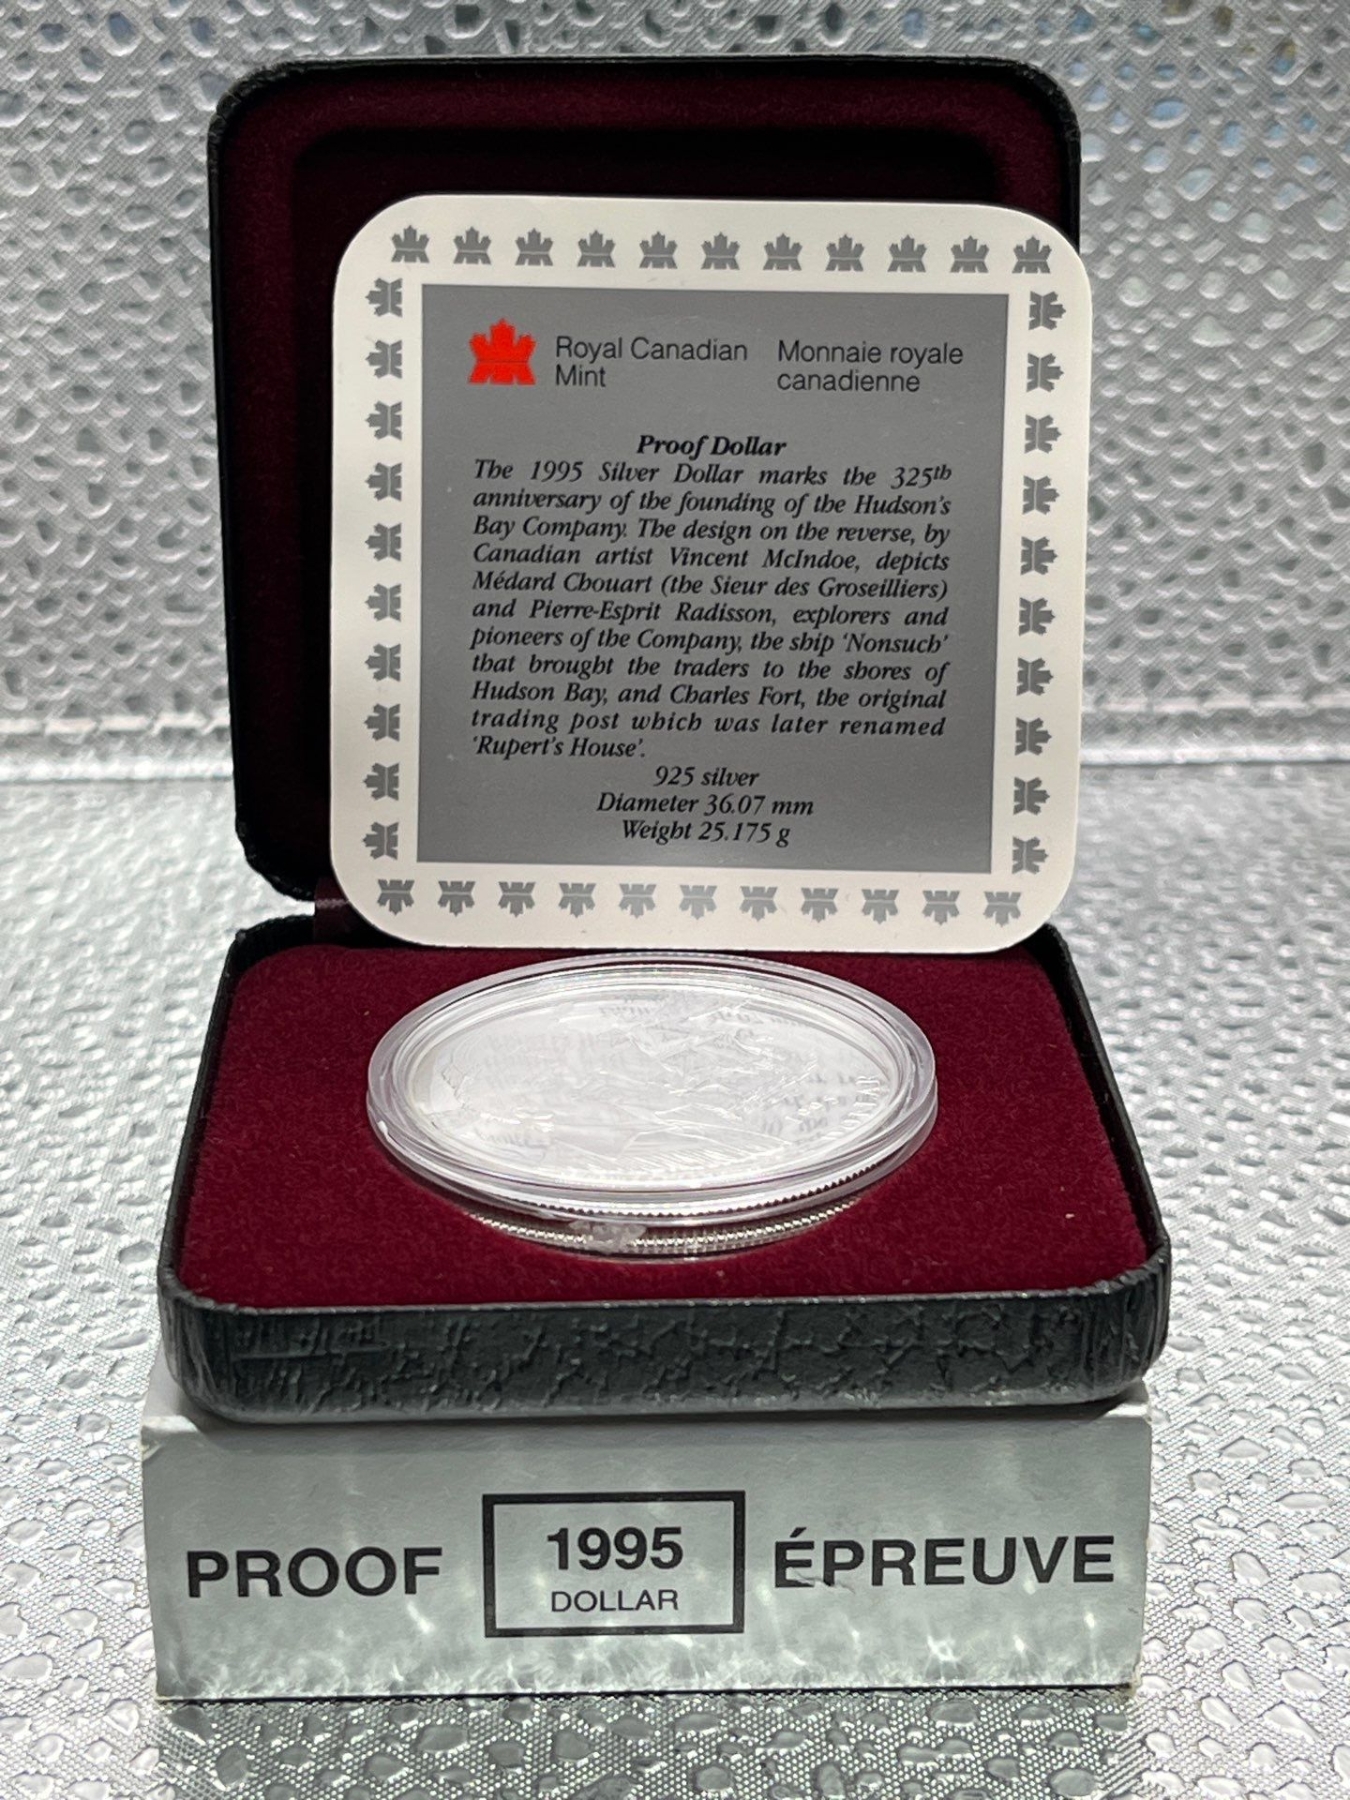 Royal Canadian Mint
Monnaie royale canadienne
Proof Dollar
The 1995 Silver Dollar marks the 325th
anniversary of the founding of the Hudson's
Bay Company. The design on the reverse, by
Canadian artist Vincent McIndoe, depicts
Médard Chouart (the Sieur des Groseilliers)
and Pierre-Esprit Radisson, explorers and
pioneers of the Company, the ship 'Nonsuch'
that brought the traders to the shores of
Hudson Bay, and Charles Fort, the original
trading post which was later renamed
'Rupert's House'.
925 silver
Diameter 36.07 mm
Weight 25.175 g
PROOF
1995
DOLLAR
ÉPREUVE